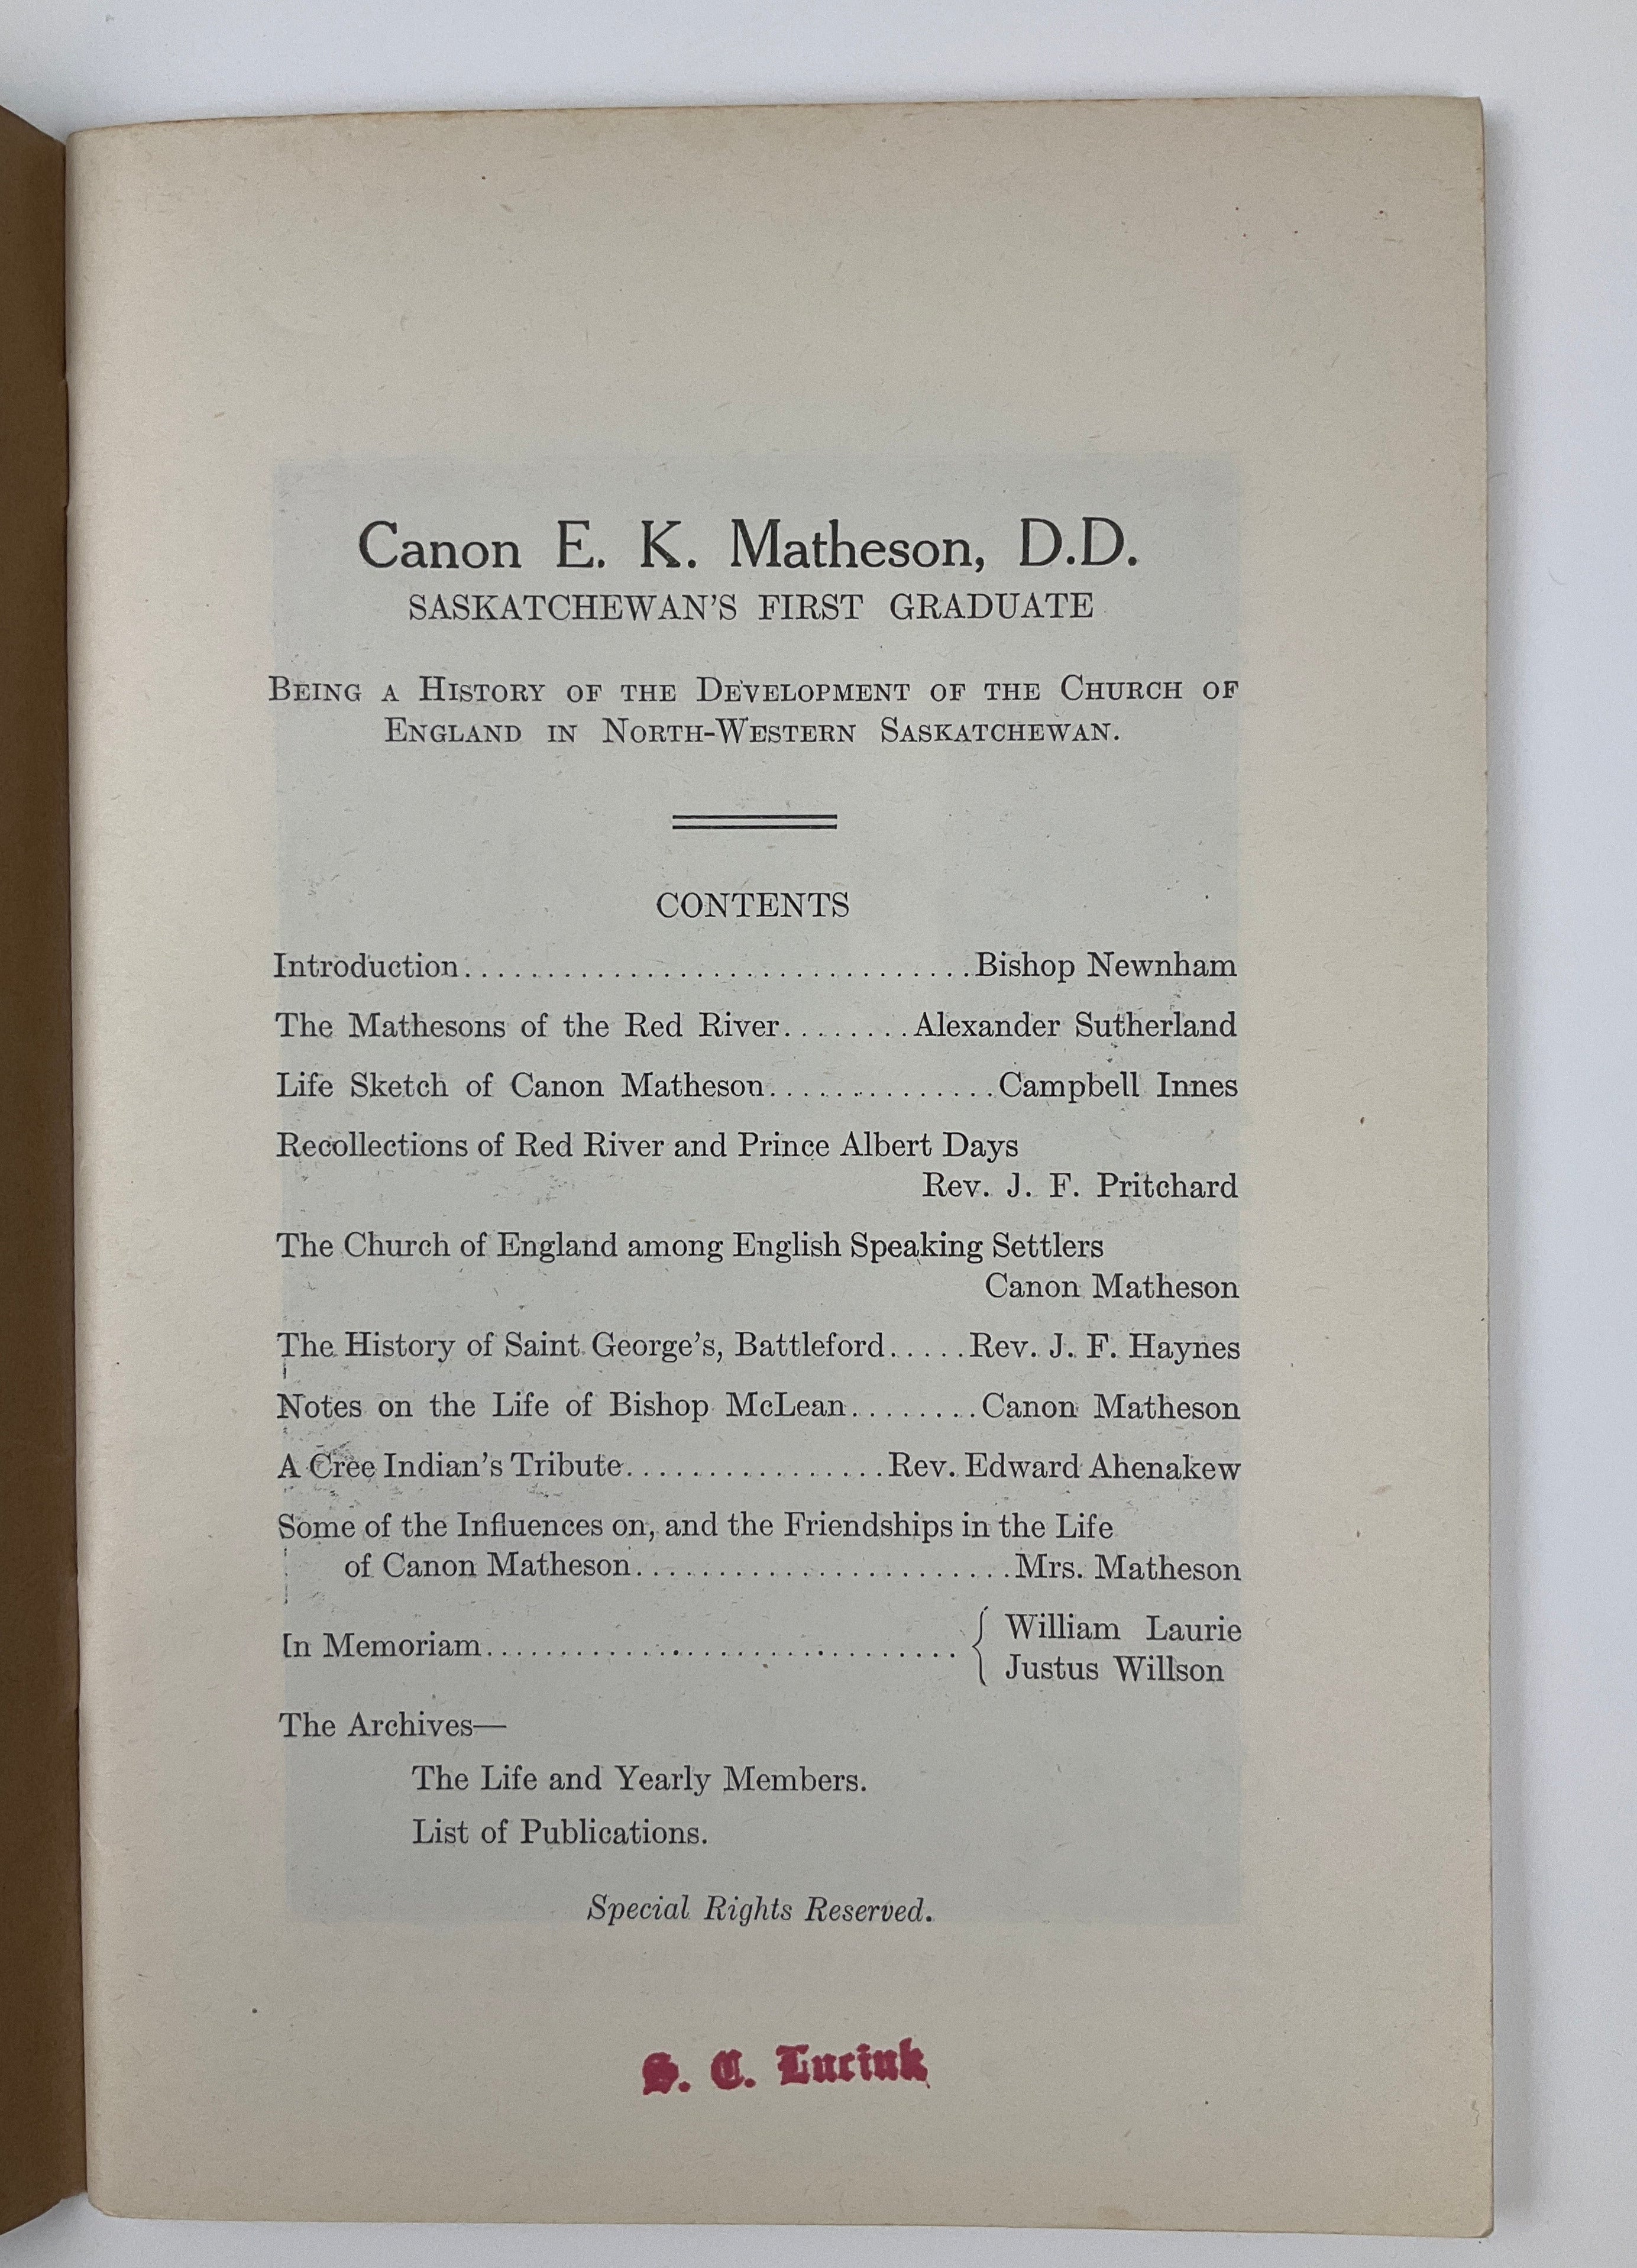 Canon E. K. Matheson, D.D.
SASKATCHEWAN'S FIRST GRADUATE
BEING A HISTORY OF THE DEVELOPMENT OF THE CHURCH OF
ENGLAND IN NORTH-WESTERN SASKATCHEWAN.
CONTENTS
Introduction...............................Bishop Newnham
The Mathesons of the Red River........Alexander Sutherland
Life Sketch of Canon Matheson..............Campbell Innes
Recollections of Red River and Prince Albert Days
Rev. J. F. Pritchard
The Church of England among English Speaking Settlers
Canon Matheson
The History of Saint George's, Battleford.....Rev. J. F. Haynes
Notes on the Life of Bishop McLean........Canon Matheson
A Cree Indian's Tribute................Rev. Edward Ahenakew
Some of the Influences on, and the Friendships in the Life
of Canon Matheson.......................Mrs. Matheson
In Memoriam............................. { William Laurie
Justus Willson
The Archives—
The Life and Yearly Members.
List of Publications.
Special Rights Reserved.
S. C. Luciuk